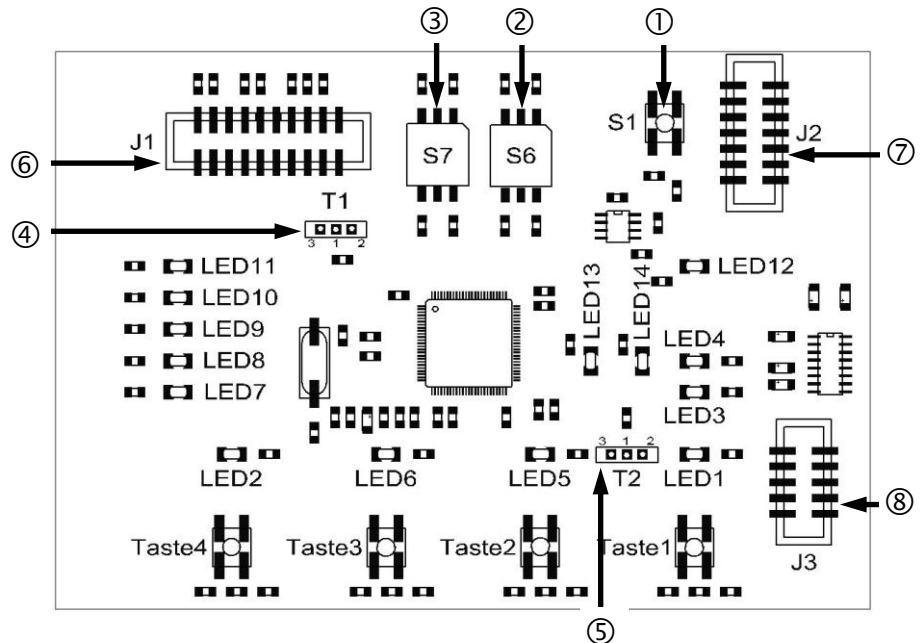 ③ ② ①
S1
J2
J1
S7 S6
⑥ ⑦
T1
④
3 1 2
LED11
LED13
LED14
LED12
LED10
LED9
LED4
LED8
LED7
LED3
3 1 2
LED2 LED6 LED5 T2 LED1
⑧
Taste4 Taste3 Taste2 Taste1
J3
⑤